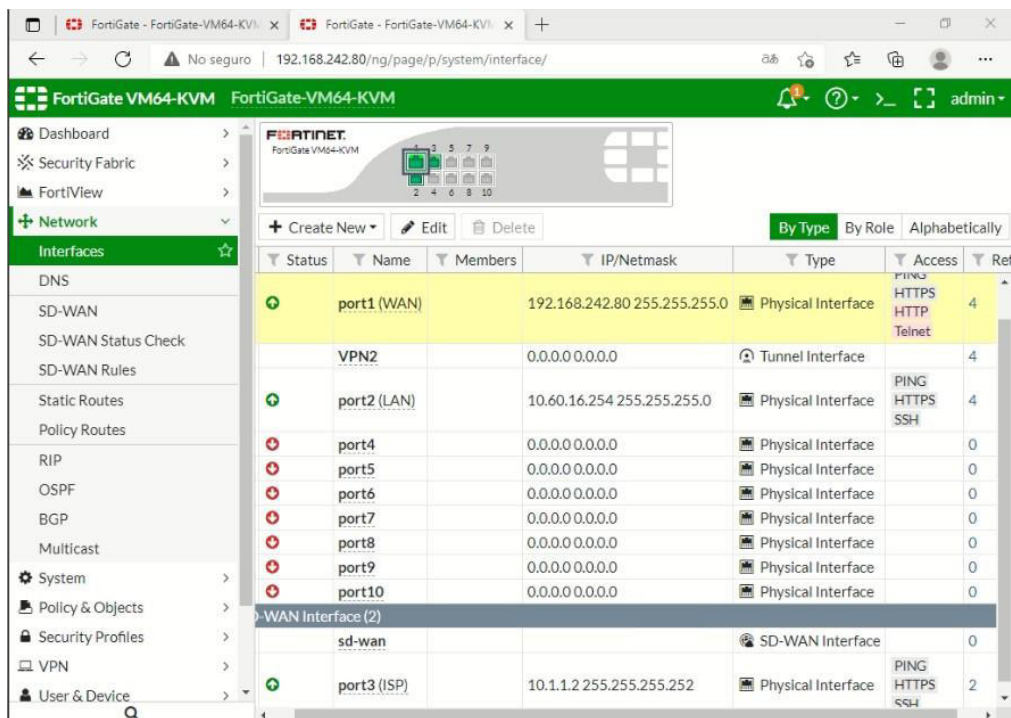 FortiGate - FortiGate-VM64-KV
FortiGate - FortiGate-VM64-KV
No seguro
192.168.242.80/ng/page/p/system/interface/
FortiGate VM64-KVM
FortiGate-VM64-KVM
1
admin
Dashboard
Security Fabric
FortiView
Network
Interfaces
DNS
SD-WAN
SD-WAN Status Check
SD-WAN Rules
Static Routes
Policy Routes
RIP
OSPF
BGP
Multicast
System
Policy & Objects
Security Profiles
VPN
User & Device
FORTINET.
FortiGate VM64-KVM
1 3 5 7 9
2 4 6 8 10
+ Create New Edit Delete
By Type By Role Alphabetically
Status Name Members IP/Netmask Type Access Ref
PING
port1 (WAN) 192.168.242.80 255.255.255.0 Physical Interface HTTPS 4
HTTP
Telnet
VPN2 0.0.0.0 0.0.0.0 Tunnel Interface 4
PING
port2 (LAN) 10.60.16.254 255.255.255.0 Physical Interface HTTPS 4
SSH
port4 0.0.0.0 0.0.0.0 Physical Interface 0
port5 0.0.0.0 0.0.0.0 Physical Interface 0
port6 0.0.0.0 0.0.0.0 Physical Interface 0
port7 0.0.0.0 0.0.0.0 Physical Interface 0
port8 0.0.0.0 0.0.0.0 Physical Interface 0
port9 0.0.0.0 0.0.0.0 Physical Interface 0
port10 0.0.0.0 0.0.0.0 Physical Interface 0
D-WAN Interface (2)
sd-wan SD-WAN Interface 0
PING
port3 (ISP) 10.1.1.2 255.255.255.252 Physical Interface HTTPS 2
SSH